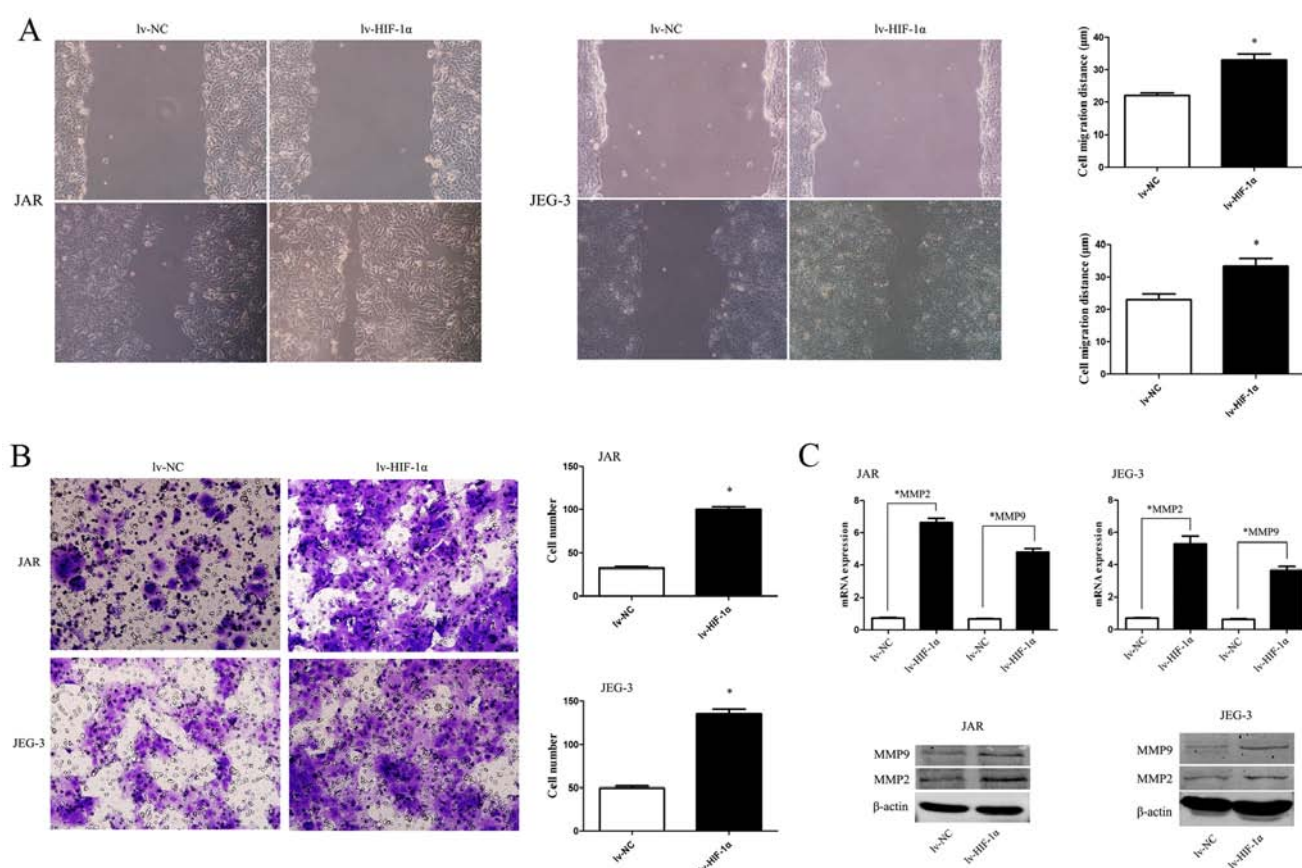 A
lv-NC
lv-HIF-1α
JAR
lv-NC
lv-HIF-1α
JEG-3
Cell migration distance (μm)
40
30
20
10
0
lv-NC
lv-HIF-1α
*
Cell migration distance (μm)
40
30
20
10
0
lv-NC
lv-HIF-1α
*
B
lv-NC
lv-HIF-1α
JAR
JEG-3
JAR
Cell number
150
100
50
0
lv-NC
lv-HIF-1α
*
JEG-3
Cell number
150
100
50
0
lv-NC
lv-HIF-1α
*
C
JAR
mRNA expression
8
6
4
2
0
*MMP2
*MMP9
lv-NC
lv-HIF-1α
lv-NC
lv-HIF-1α
JEG-3
mRNA expression
8
6
4
2
0
*MMP2
*MMP9
lv-NC
lv-HIF-1α
lv-NC
lv-HIF-1α
JAR
MMP9
MMP2
β-actin
lv-NC
lv-HIF-1α
JEG-3
MMP9
MMP2
β-actin
lv-NC
lv-HIF-1α